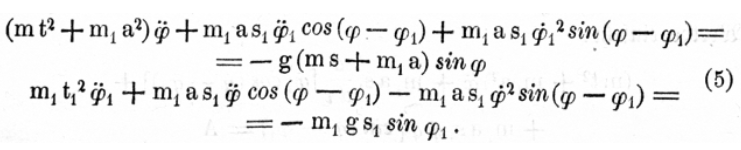 (m t² + m₁ a²) φ̈ + m₁ a s₁ φ̈₁ cos (φ − φ₁) + m₁ a s₁ φ̇₁² sin (φ − φ₁) =
= − g (m s + m₁ a) sin φ
(5)
m₁ t₁² φ̈₁ + m₁ a s₁ φ̈ cos (φ − φ₁) − m₁ a s₁ φ̇² sin (φ − φ₁) =
= − m₁ g s₁ sin φ₁ .